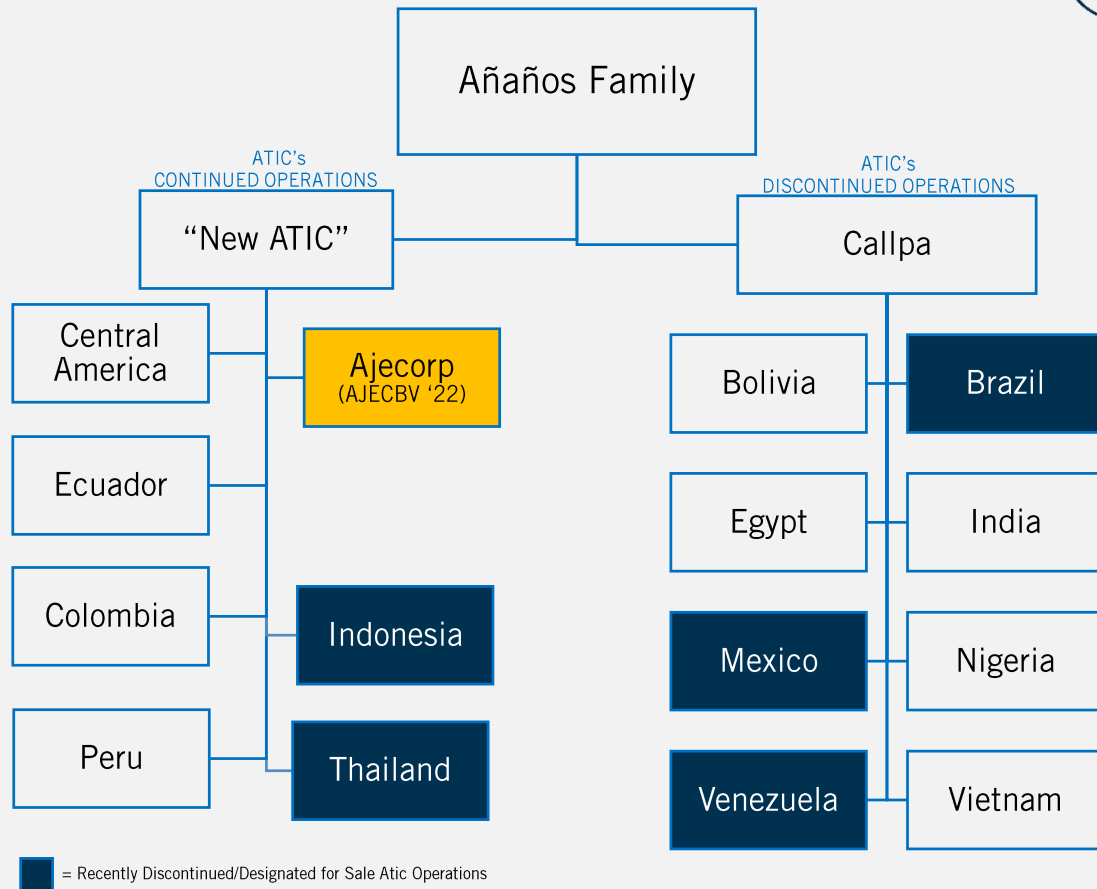 Añaños Family
ATIC's
CONTINUED OPERATIONS
ATIC's
DISCONTINUED OPERATIONS
“New ATIC”
Callpa
Central
America
Ajecorp
(AJECBV ‘22)
Bolivia
Brazil
Ecuador
Egypt
India
Colombia
Indonesia
Mexico
Nigeria
Peru
Thailand
Venezuela
Vietnam
= Recently Discontinued/Designated for Sale Atic Operations